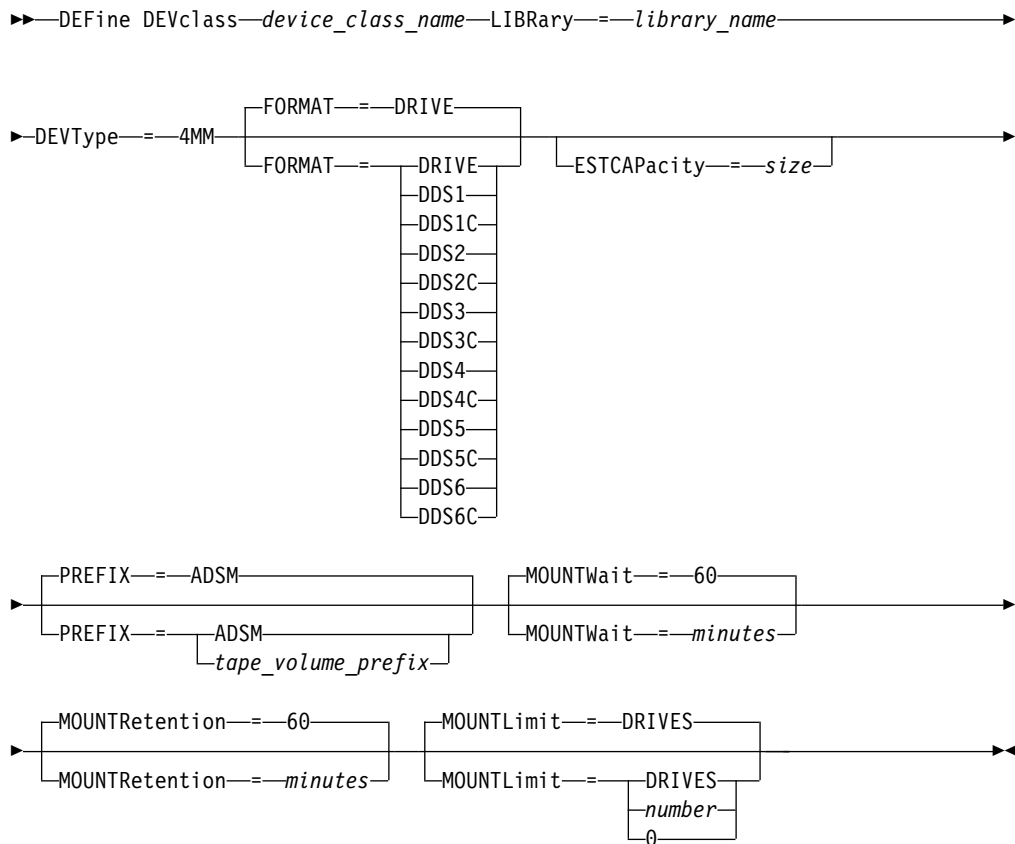 DEFine DEVclass device_class_name LIBRary = library_name
FORMAT = DRIVE
DEVType = 4MM
FORMAT = DRIVE
ESTCAPacity = size
DDS1
DDS1C
DDS2
DDS2C
DDS3
DDS3C
DDS4
DDS4C
DDS5
DDS5C
DDS6
DDS6C
PREFIX = ADSM
MOUNTWait = 60
PREFIX = ADSM
MOUNTWait = minutes
tape_volume_prefix
MOUNTRetention = 60
MOUNTLimit = DRIVES
MOUNTRetention = minutes
MOUNTLimit = DRIVES
number
0